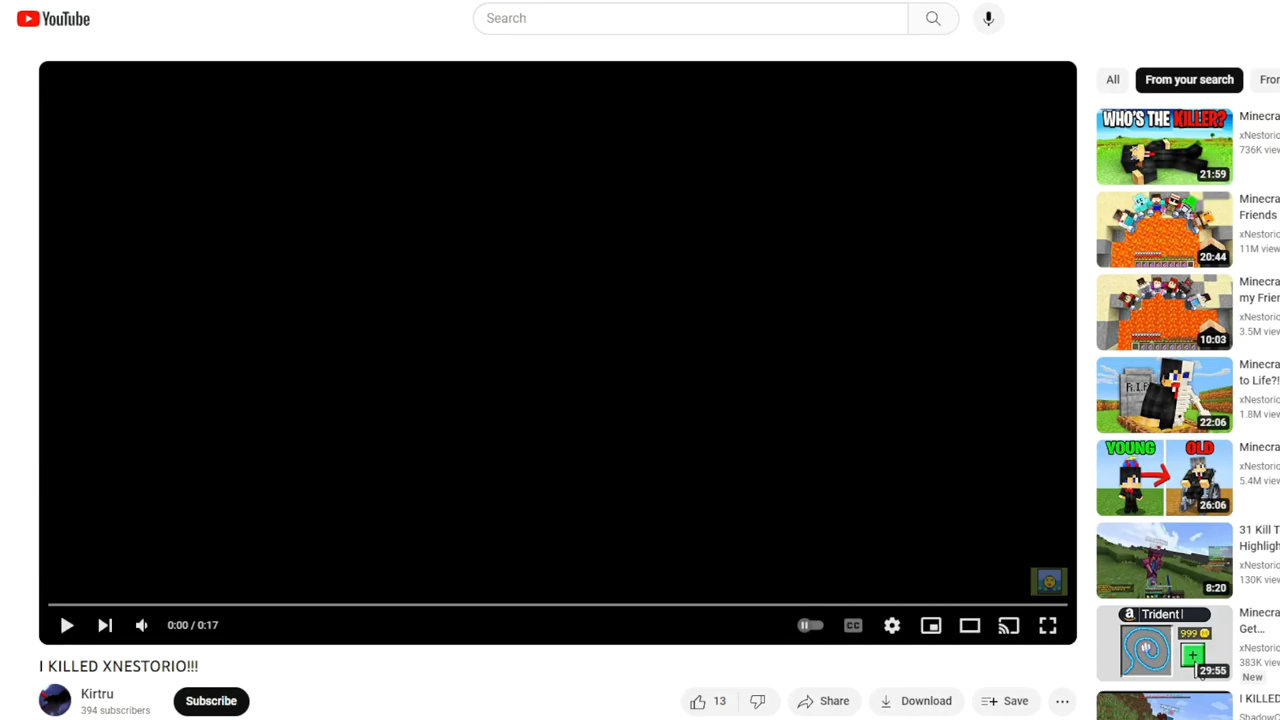 YouTube
Search
All
From your search
From
WHO'S THE KILLER?
21:59
Minecra
xNestorio
736K view
20:44
Minecra
Friends
xNestorio
11M view
10:03
Minecra
my Frien
xNestorio
3.5M view
R.I.P
22:06
Minecra
to Life?!
xNestorio
1.8M view
YOUNG
OLD
26:06
Minecra
xNestorio
5.4M view
8:20
31 Kill T
Highligh
xNestorio
130K view
a Trident
999
29:55
Minecra
Get...
xNestorio
383K view
New
I KILLED
ShadowC
0:00 / 0:17
CC
I KILLED XNESTORIO!!!
Kirtru
394 subscribers
Subscribe
13
Share
Download
Save